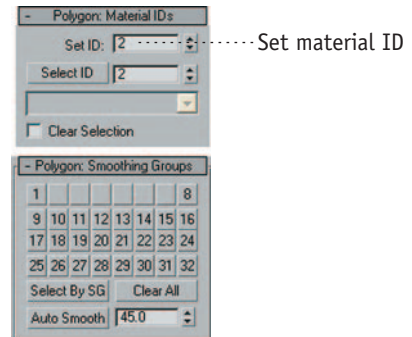 - Polygon: Material IDs
Set ID: 2 Set material ID
Select ID 2
Clear Selection
- Polygon: Smoothing Groups
1 8
9 10 11 12 13 14 15 16
17 18 19 20 21 22 23 24
25 26 27 28 29 30 31 32
Select By SG Clear All
Auto Smooth 45.0